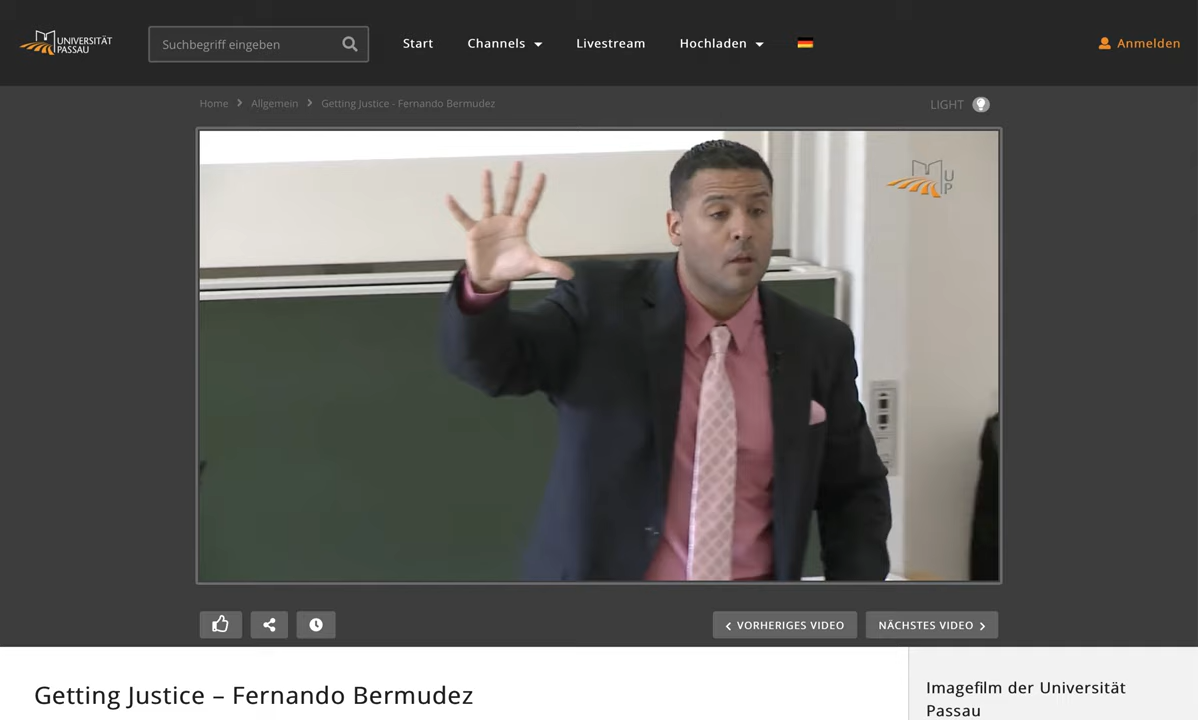 UNIVERSITÄT
PASSAU
Suchbegriff eingeben
Start
Channels
Livestream
Hochladen
Anmelden
Home > Allgemein > Getting Justice - Fernando Bermudez
LIGHT
U
P
VORHERIGES VIDEO
NÄCHSTES VIDEO
Getting Justice – Fernando Bermudez
Imagefilm der Universität
Passau